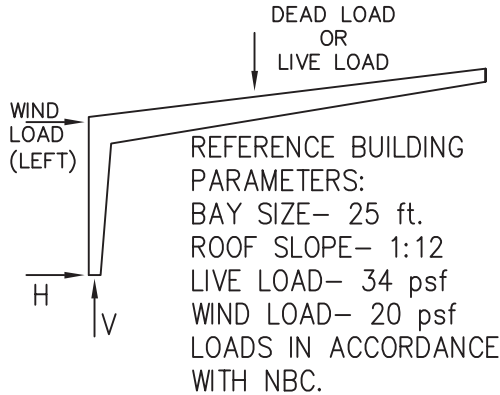 DEAD LOAD
OR
LIVE LOAD
WIND
LOAD
(LEFT)
REFERENCE BUILDING
PARAMETERS:
BAY SIZE– 25 ft.
ROOF SLOPE– 1:12
LIVE LOAD– 34 psf
WIND LOAD– 20 psf
LOADS IN ACCORDANCE
WITH NBC.
H
V